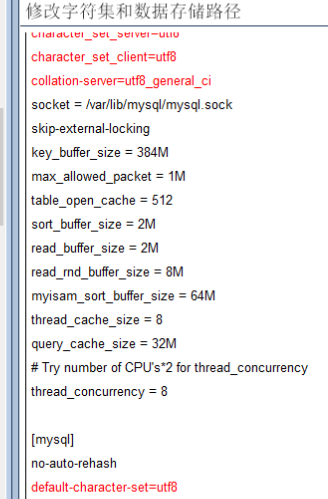 修改字符集和数据存储路径
character_set_server=utf8
character_set_client=utf8
collation-server=utf8_general_ci
socket = /var/lib/mysql/mysql.sock
skip-external-locking
key_buffer_size = 384M
max_allowed_packet = 1M
table_open_cache = 512
sort_buffer_size = 2M
read_buffer_size = 2M
read_rnd_buffer_size = 8M
myisam_sort_buffer_size = 64M
thread_cache_size = 8
query_cache_size = 32M
# Try number of CPU's*2 for thread_concurrency
thread_concurrency = 8
[mysql]
no-auto-rehash
default-character-set=utf8